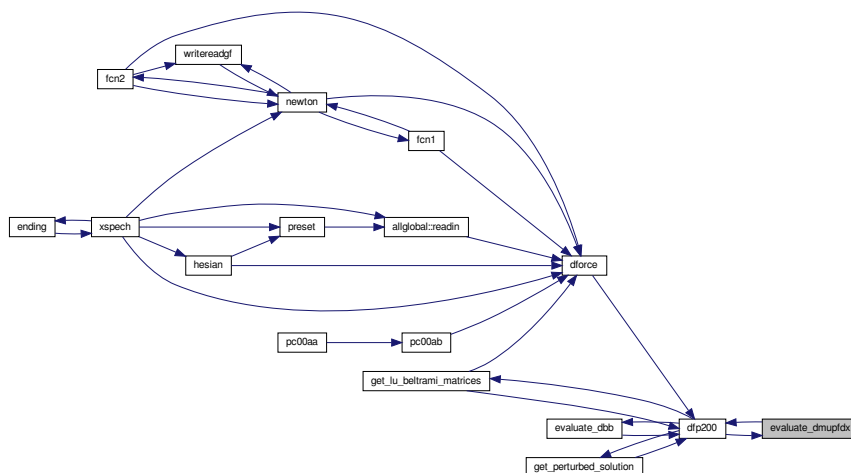 writereadgf
fcn2
newton
fcn1
ending
xspech
preset
allglobal::readin
hesian
dforce
pc00aa
pc00ab
get_lu_beltrami_matrices
evaluate_dbb
dfp200
evaluate_dmupfdx
get_perturbed_solution